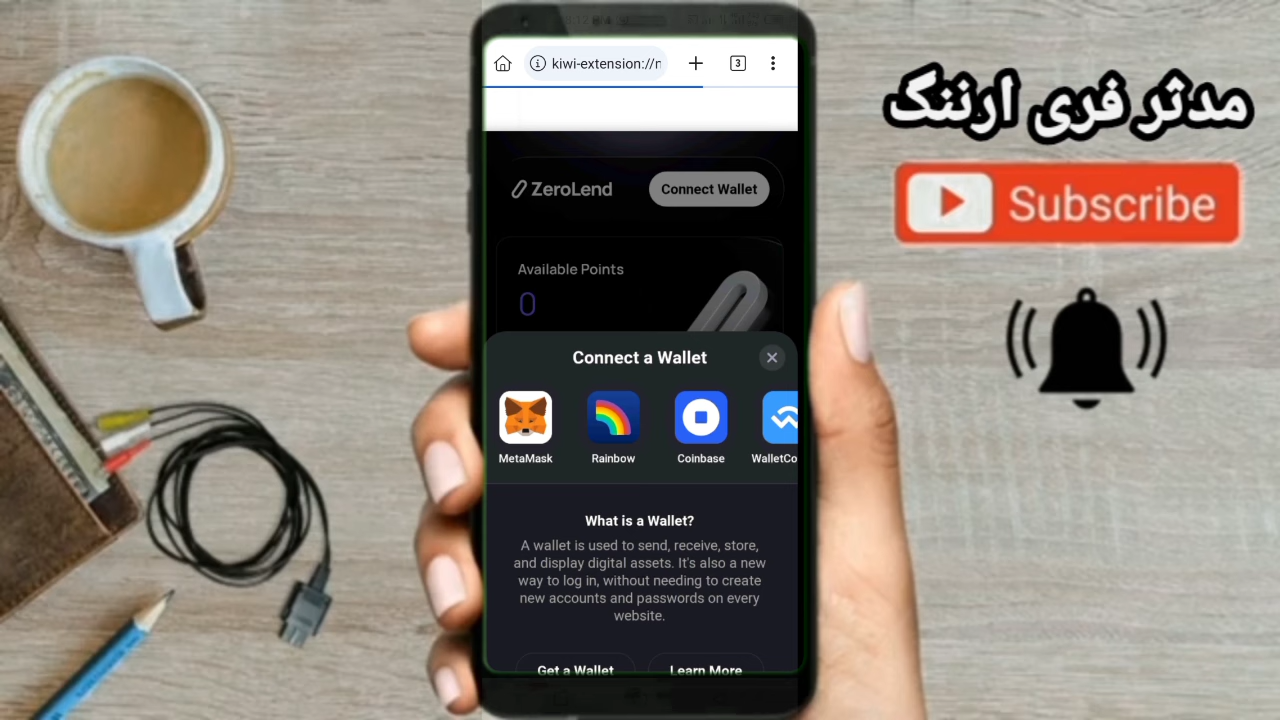 kiwi-extension://n
3
ZeroLend
Connect Wallet
Available Points
0
Connect a Wallet
MetaMask
Rainbow
Coinbase
WalletCo
What is a Wallet?
A wallet is used to send, receive, store,
and display digital assets. It's also a new
way to log in, without needing to create
new accounts and passwords on every
website.
Get a Wallet
Learn More
مدثر فری ارننگ
Subscribe